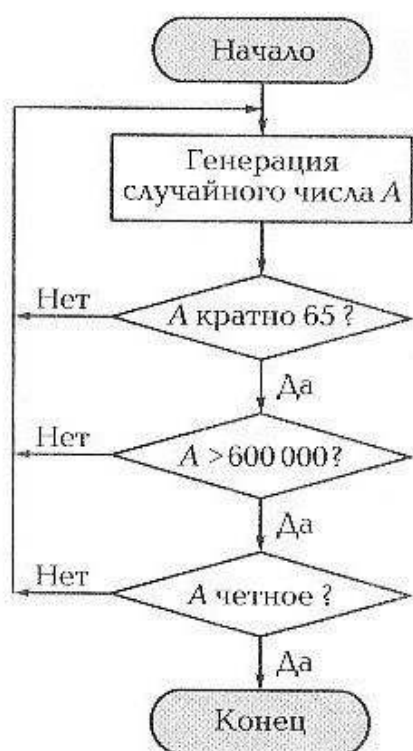 Начало
Генерация
случайного числа A
Нет
A кратно 65 ?
Да
Нет
A > 600 000?
Да
Нет
A четное ?
Да
Конец